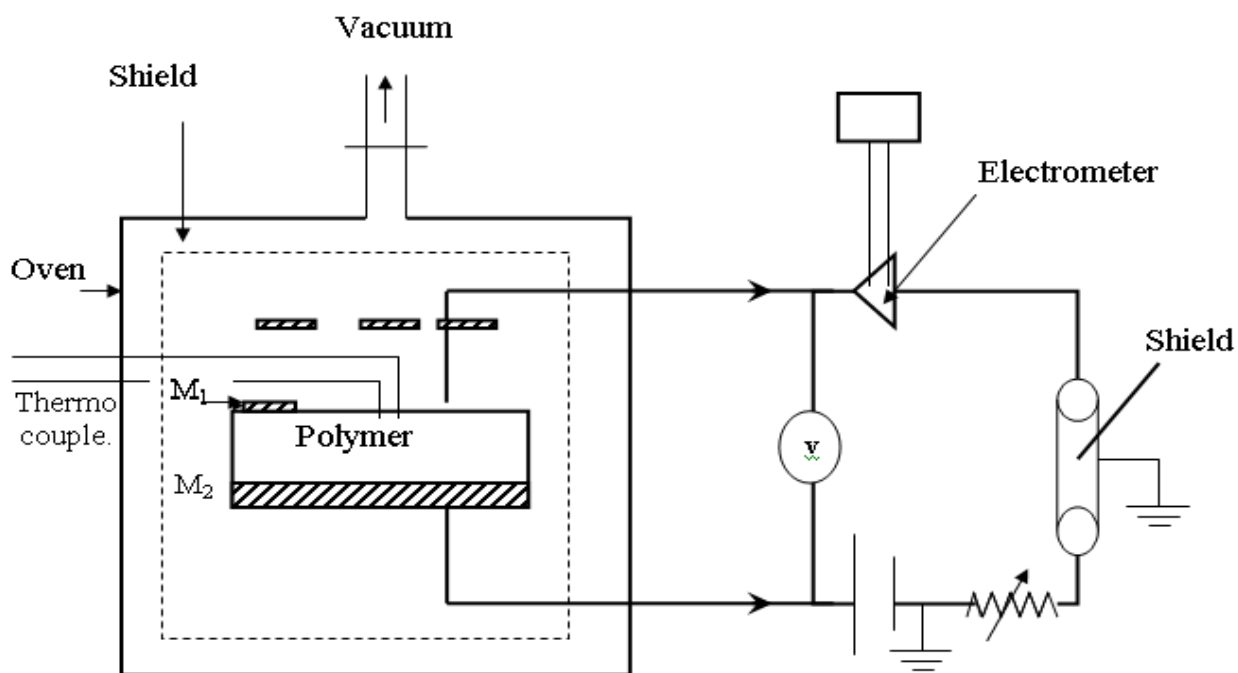 Vacuum
Shield
Electrometer
Oven
Shield
M1
Thermo
couple.
Polymer
v
M2